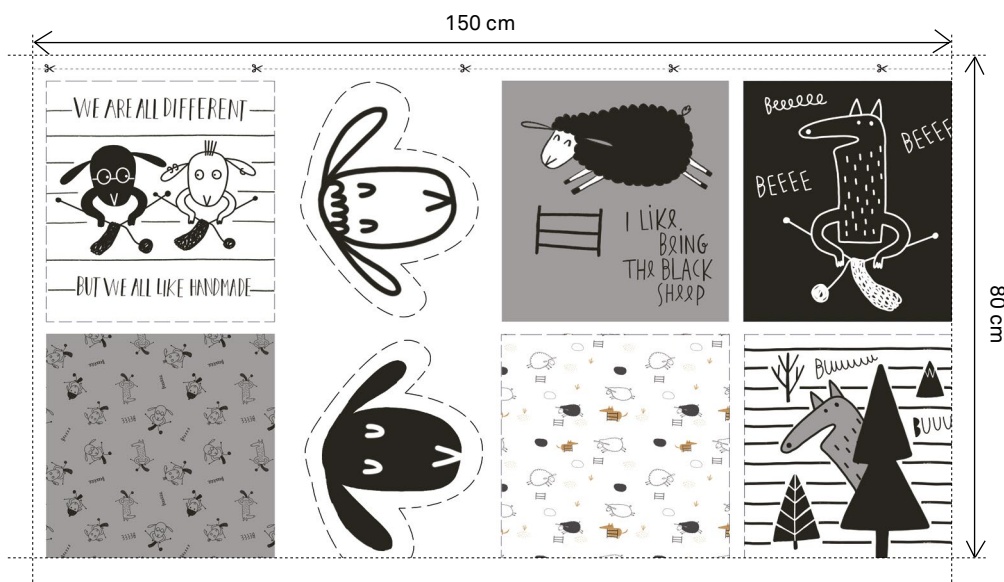 150 cm
WE ARE ALL DIFFERENT
BUT WE ALL LIKE HANDMADE
I LIKE
BEING
THE BLACK
SHEEP
Beeeeee
BEEEE
BEEEE
80 cm
Buuuuuu
BUUU